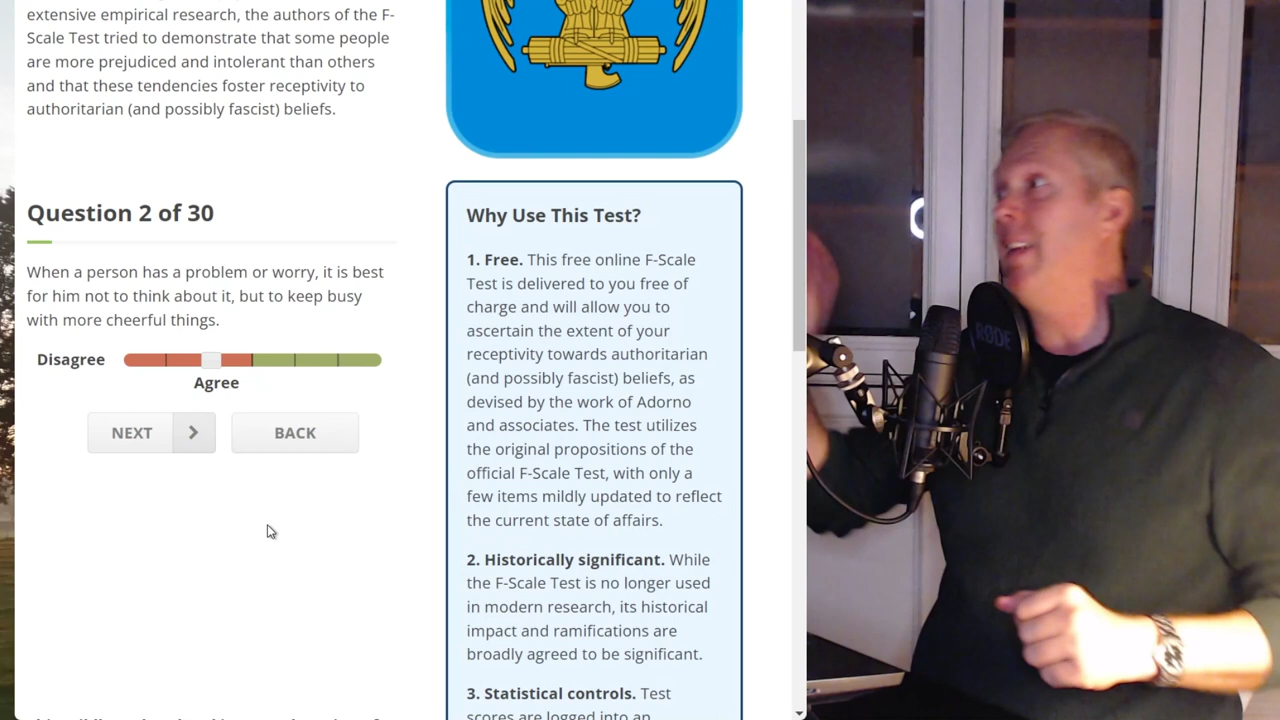 extensive empirical research, the authors of the F-
Scale Test tried to demonstrate that some people
are more prejudiced and intolerant than others
and that these tendencies foster receptivity to
authoritarian (and possibly fascist) beliefs.
Question 2 of 30
When a person has a problem or worry, it is best
for him not to think about it, but to keep busy
with more cheerful things.
Disagree
Agree
NEXT
BACK
Why Use This Test?
1. Free. This free online F-Scale
Test is delivered to you free of
charge and will allow you to
ascertain the extent of your
receptivity towards authoritarian
(and possibly fascist) beliefs, as
devised by the work of Adorno
and associates. The test utilizes
the original propositions of the
official F-Scale Test, with only a
few items mildly updated to reflect
the current state of affairs.
2. Historically significant. While
the F-Scale Test is no longer used
in modern research, its historical
impact and ramifications are
broadly agreed to be significant.
3. Statistical controls. Test
scores are logged into an
RØDE